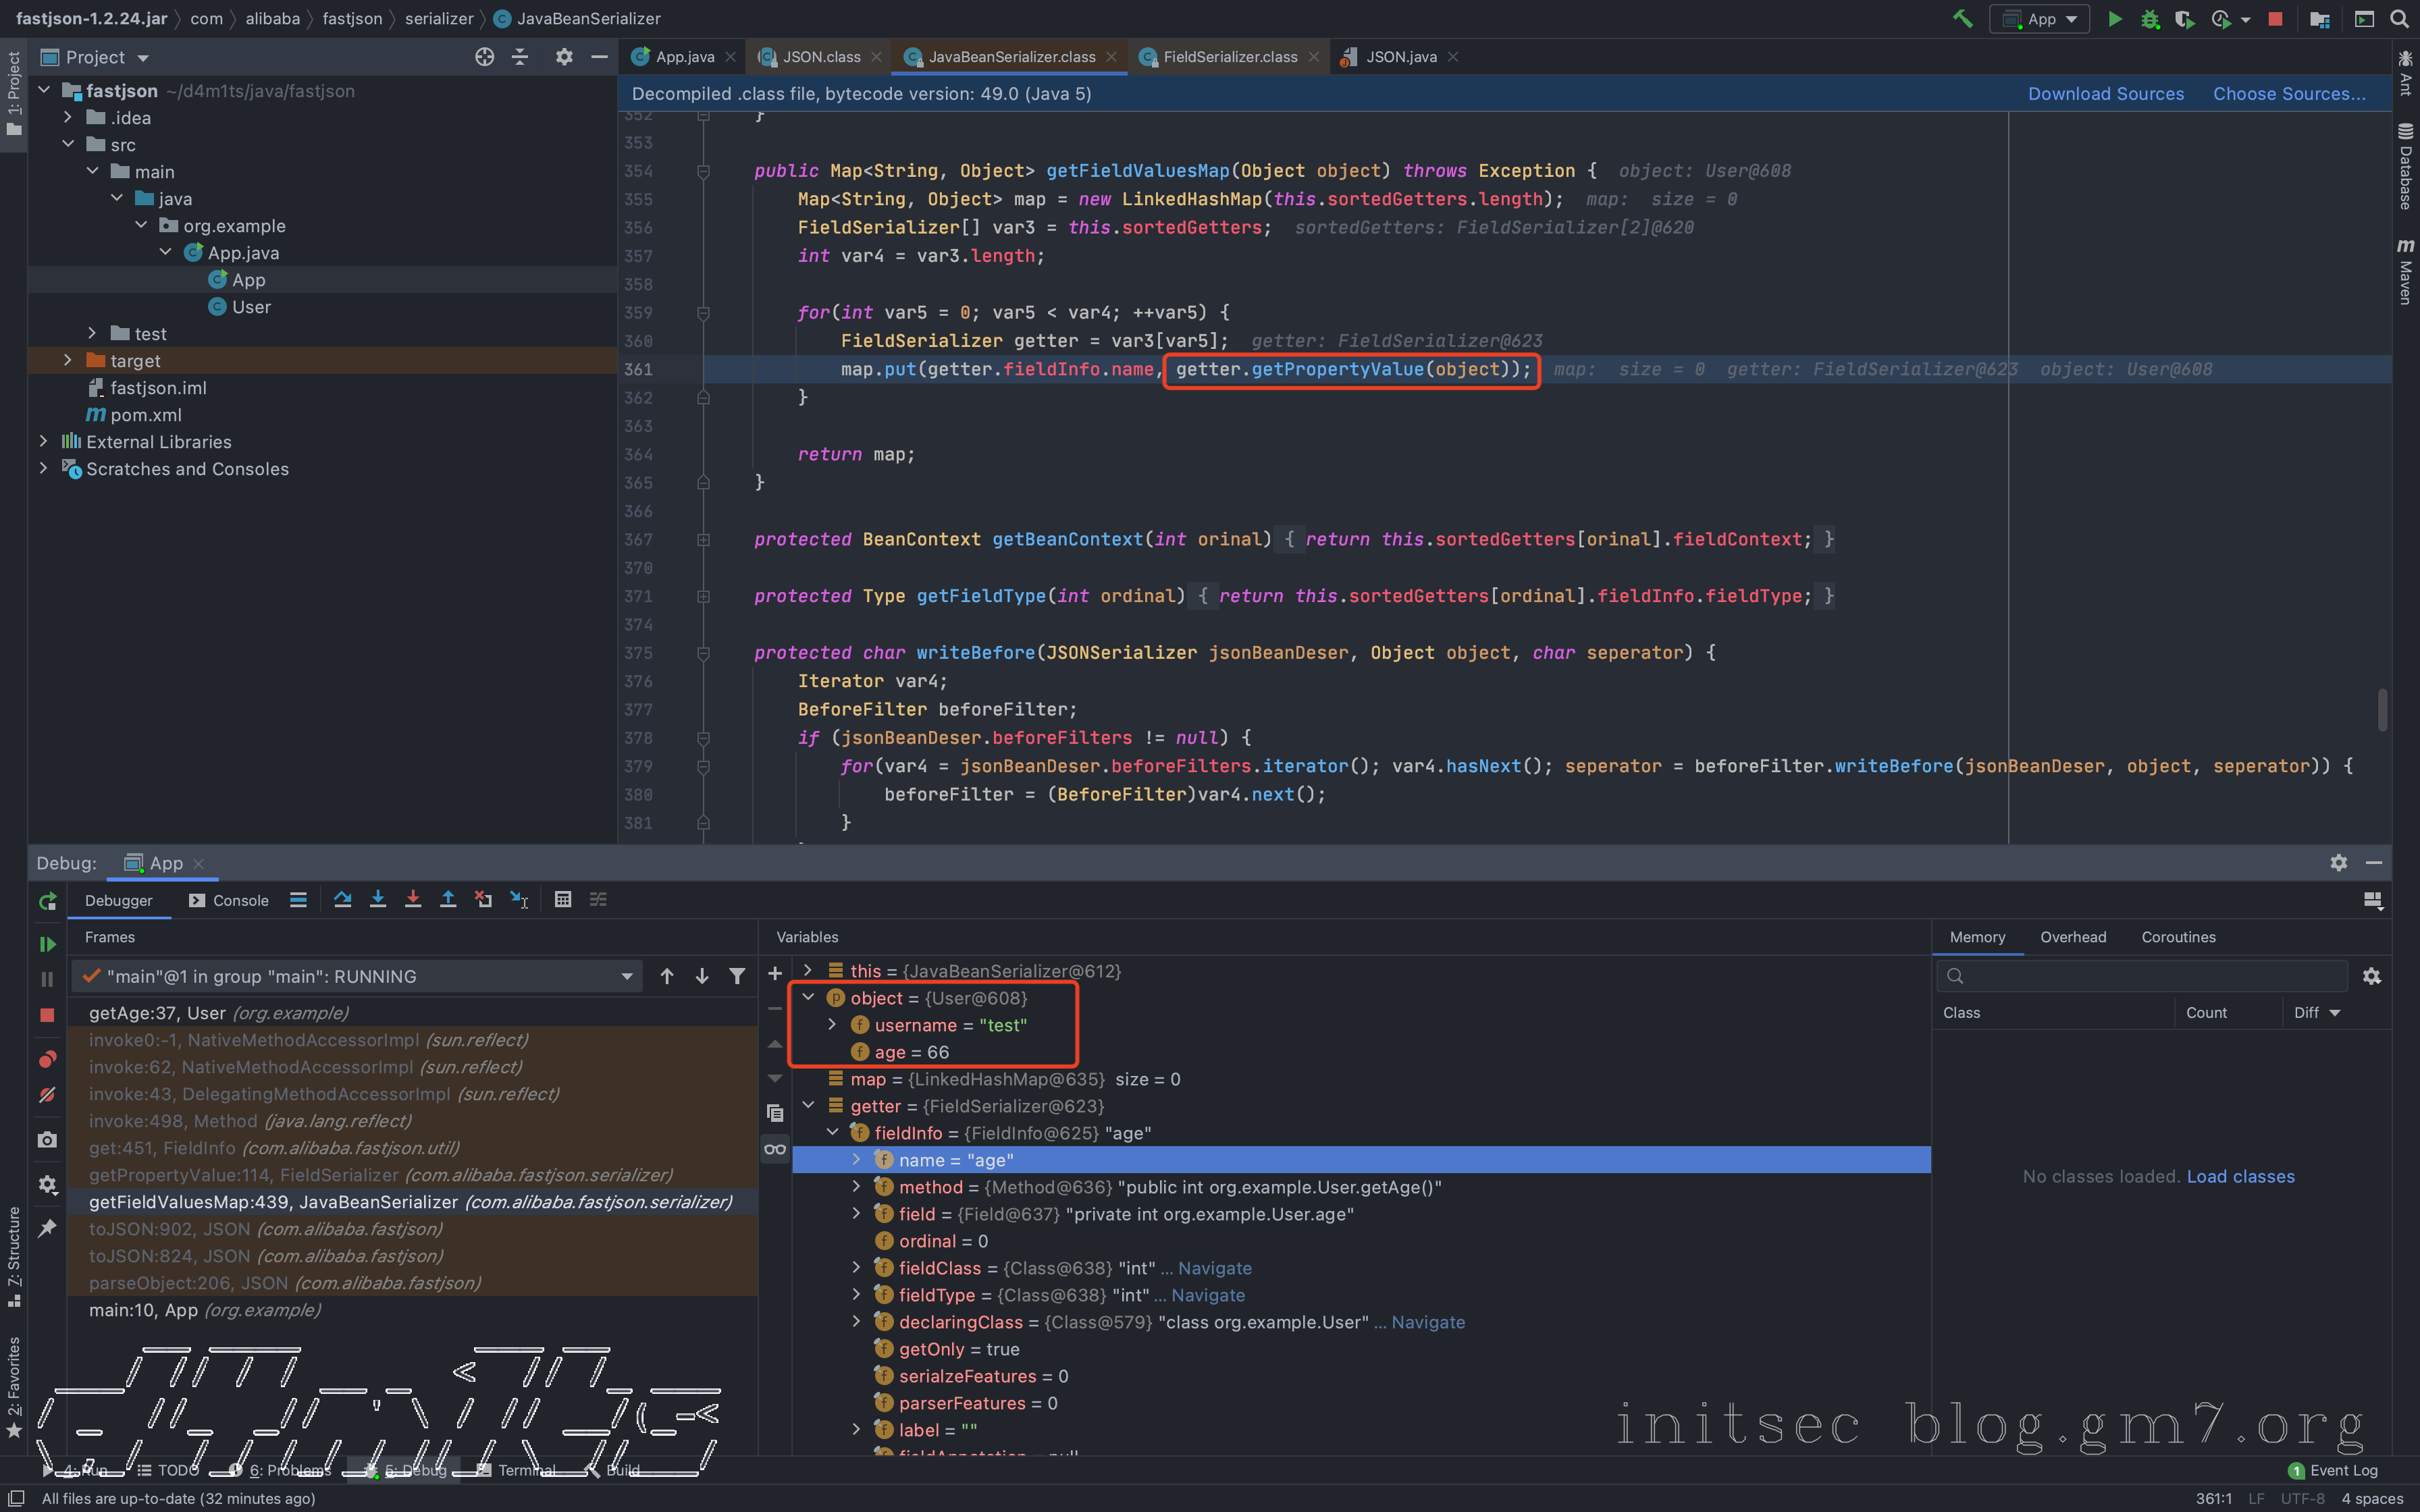 fastjson-1.2.24.jar com alibaba fastjson serializer JavaBeanSerializer
App
1: Project
Project
fastjson ~/d4m1ts/java/fastjson
.idea
src
main
java
org.example
App.java
App
User
test
target
fastjson.iml
pom.xml
External Libraries
Scratches and Consoles
App.java
JSON.class
JavaBeanSerializer.class
FieldSerializer.class
JSON.java
Decompiled .class file, bytecode version: 49.0 (Java 5)
Download Sources
Choose Sources...
352 }
353
354 public Map<String, Object> getFieldValuesMap(Object object) throws Exception { object: User@608
355 Map<String, Object> map = new LinkedHashMap(this.sortedGetters.length); map: size = 0
356 FieldSerializer[] var3 = this.sortedGetters; sortedGetters: FieldSerializer[2]@620
357 int var4 = var3.length;
358
359 for(int var5 = 0; var5 < var4; ++var5) {
360 FieldSerializer getter = var3[var5]; getter: FieldSerializer@623
361 map.put(getter.fieldInfo.name, getter.getPropertyValue(object)); map: size = 0 getter: FieldSerializer@623 object: User@608
362 }
363
364 return map;
365 }
366
367 protected BeanContext getBeanContext(int orinal) { return this.sortedGetters[orinal].fieldContext; }
370
371 protected Type getFieldType(int ordinal) { return this.sortedGetters[ordinal].fieldInfo.fieldType; }
374
375 protected char writeBefore(JSONSerializer jsonBeanDeser, Object object, char seperator) {
376 Iterator var4;
377 BeforeFilter beforeFilter;
378 if (jsonBeanDeser.beforeFilters != null) {
379 for(var4 = jsonBeanDeser.beforeFilters.iterator(); var4.hasNext(); seperator = beforeFilter.writeBefore(jsonBeanDeser, object, seperator)) {
380 beforeFilter = (BeforeFilter)var4.next();
381 }
Ant
Database
Maven
Debug: App
Debugger
Console
Frames
"main"@1 in group "main": RUNNING
getAge:37, User (org.example)
invoke0:-1, NativeMethodAccessorImpl (sun.reflect)
invoke:62, NativeMethodAccessorImpl (sun.reflect)
invoke:43, DelegatingMethodAccessorImpl (sun.reflect)
invoke:498, Method (java.lang.reflect)
get:451, FieldInfo (com.alibaba.fastjson.util)
getPropertyValue:114, FieldSerializer (com.alibaba.fastjson.serializer)
getFieldValuesMap:439, JavaBeanSerializer (com.alibaba.fastjson.serializer)
toJSON:902, JSON (com.alibaba.fastjson)
toJSON:824, JSON (com.alibaba.fastjson)
parseObject:206, JSON (com.alibaba.fastjson)
main:10, App (org.example)
Variables
this = {JavaBeanSerializer@612}
object = {User@608}
username = "test"
age = 66
map = {LinkedHashMap@635} size = 0
getter = {FieldSerializer@623}
fieldInfo = {FieldInfo@625} "age"
name = "age"
method = {Method@636} "public int org.example.User.getAge()"
field = {Field@637} "private int org.example.User.age"
ordinal = 0
fieldClass = {Class@638} "int" ... Navigate
fieldType = {Class@638} "int" ... Navigate
declaringClass = {Class@579} "class org.example.User" ... Navigate
getOnly = true
serialzeFeatures = 0
parserFeatures = 0
label = ""
fieldAnnotation = null
Memory
Overhead
Coroutines
Class Count Diff
No classes loaded. Load classes
7: Structure
2: Favorites
initsec blog.gm7.org
4: Run
TODO
6: Problems
5: Debug
Terminal
Build
1 Event Log
All files are up-to-date (32 minutes ago)
361:1 LF UTF-8 4 spaces